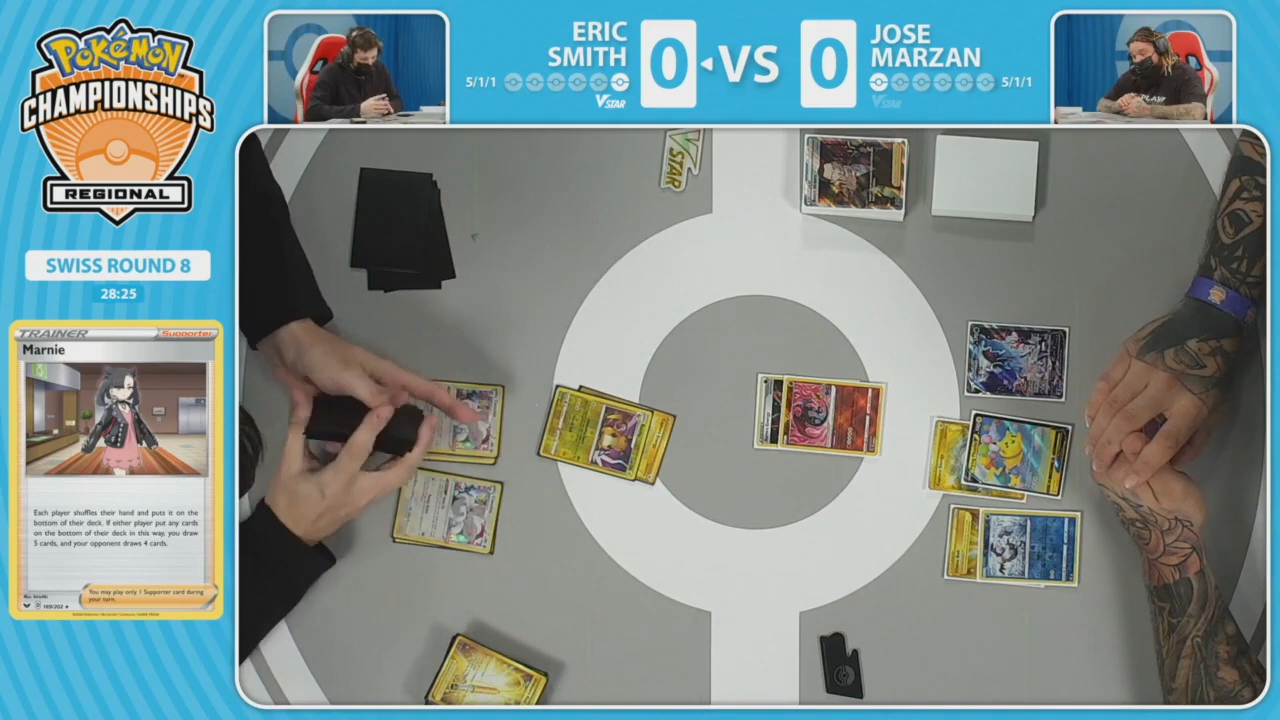 Pokémon
CHAMPIONSHIPS
REGIONAL
SWISS ROUND 8
28:25
TRAINER
Supporter
Marnie
Each player shuffles their hand and puts it on the
bottom of their deck. If either player put any cards
on the bottom of their deck in this way, you draw
5 cards, and your opponent draws 4 cards.
You may play only 1 Supporter card during
your turn.
169/202
ERIC
SMITH
0
VS
0
JOSE
MARZAN
5/1/1
VSTAR
5/1/1
VSTAR
VSTAR